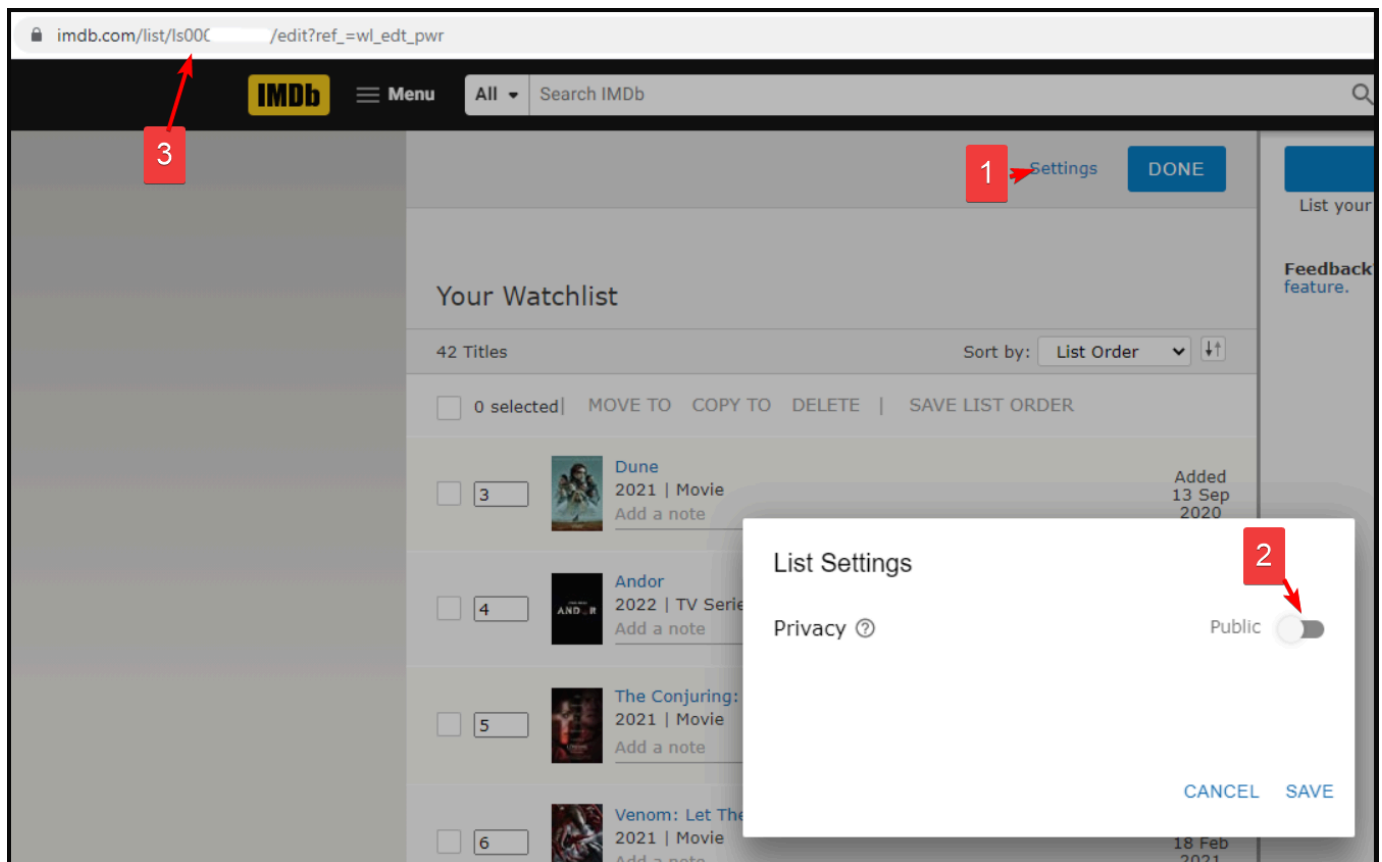 imdb.com/list/ls000 /edit?ref_=wl_edt_pwr
IMDb Menu All Search IMDb
3
1 Settings DONE
List your
Feedback
feature.
Your Watchlist
42 Titles Sort by: List Order
0 selected| MOVE TO COPY TO DELETE | SAVE LIST ORDER
3
Dune
2021 | Movie
Add a note
Added
13 Sep
2020
List Settings
2
Privacy ? Public
CANCEL SAVE
4
AND
R
Andor
2022 | TV Serie
Add a note
5
The Conjuring:
2021 | Movie
Add a note
6
Venom: Let The
2021 | Movie
Add a note
18 Feb
2021